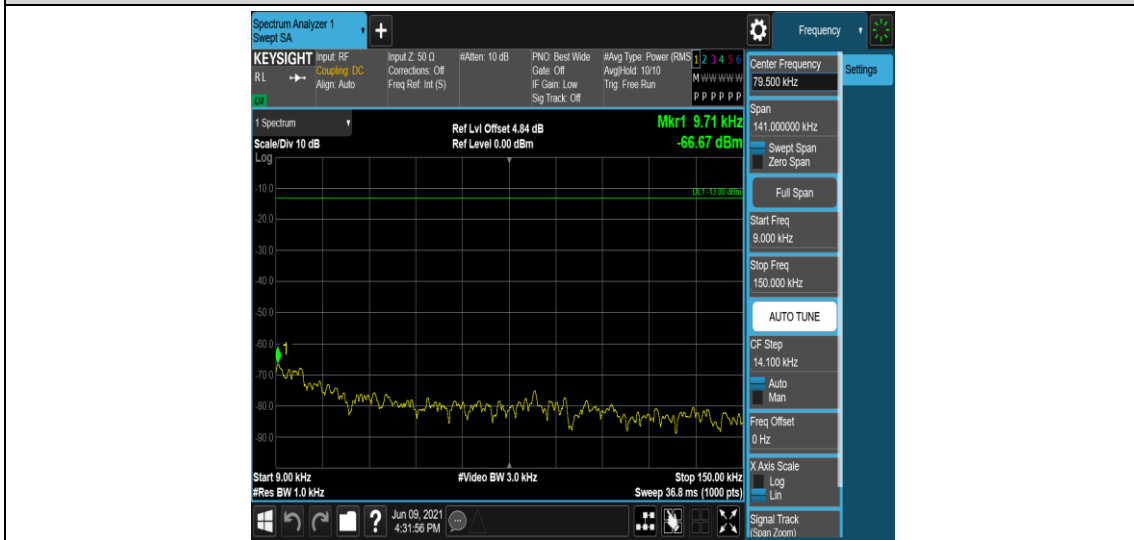 Spectrum Analyzer 1
Swept SA
+
Frequency
KEYSIGHT
RL
LXI
Input: RF
Coupling: DC
Align: Auto
Input Z: 50 Ω
Corrections: Off
Freq Ref: Int (S)
#Atten: 10 dB
PNO: Best Wide
Gate: Off
IF Gain: Low
Sig Track: Off
#Avg Type: Power (RMS
Avg|Hold: 10/10
Trig: Free Run
1 2 3 4 5 6
M W W W W W
P P P P P P
1 Spectrum
Scale/Div 10 dB
Log
Ref Lvl Offset 4.84 dB
Ref Level 0.00 dBm
Mkr1 9.71 kHz
-66.67 dBm
DL1 -13.00 dBm
-10.0
-20.0
-30.0
-40.0
-50.0
-60.0
1
-70.0
-80.0
-90.0
Start 9.00 kHz
#Res BW 1.0 kHz
#Video BW 3.0 kHz
Stop 150.00 kHz
Sweep 36.8 ms (1000 pts)
Center Frequency
79.500 kHz
Settings
Span
141.000000 kHz
Swept Span
Zero Span
Full Span
Start Freq
9.000 kHz
Stop Freq
150.000 kHz
AUTO TUNE
CF Step
14.100 kHz
Auto
Man
Freq Offset
0 Hz
X Axis Scale
Log
Lin
Signal Track
(Span Zoom)
?
Jun 09, 2021
4:31:56 PM